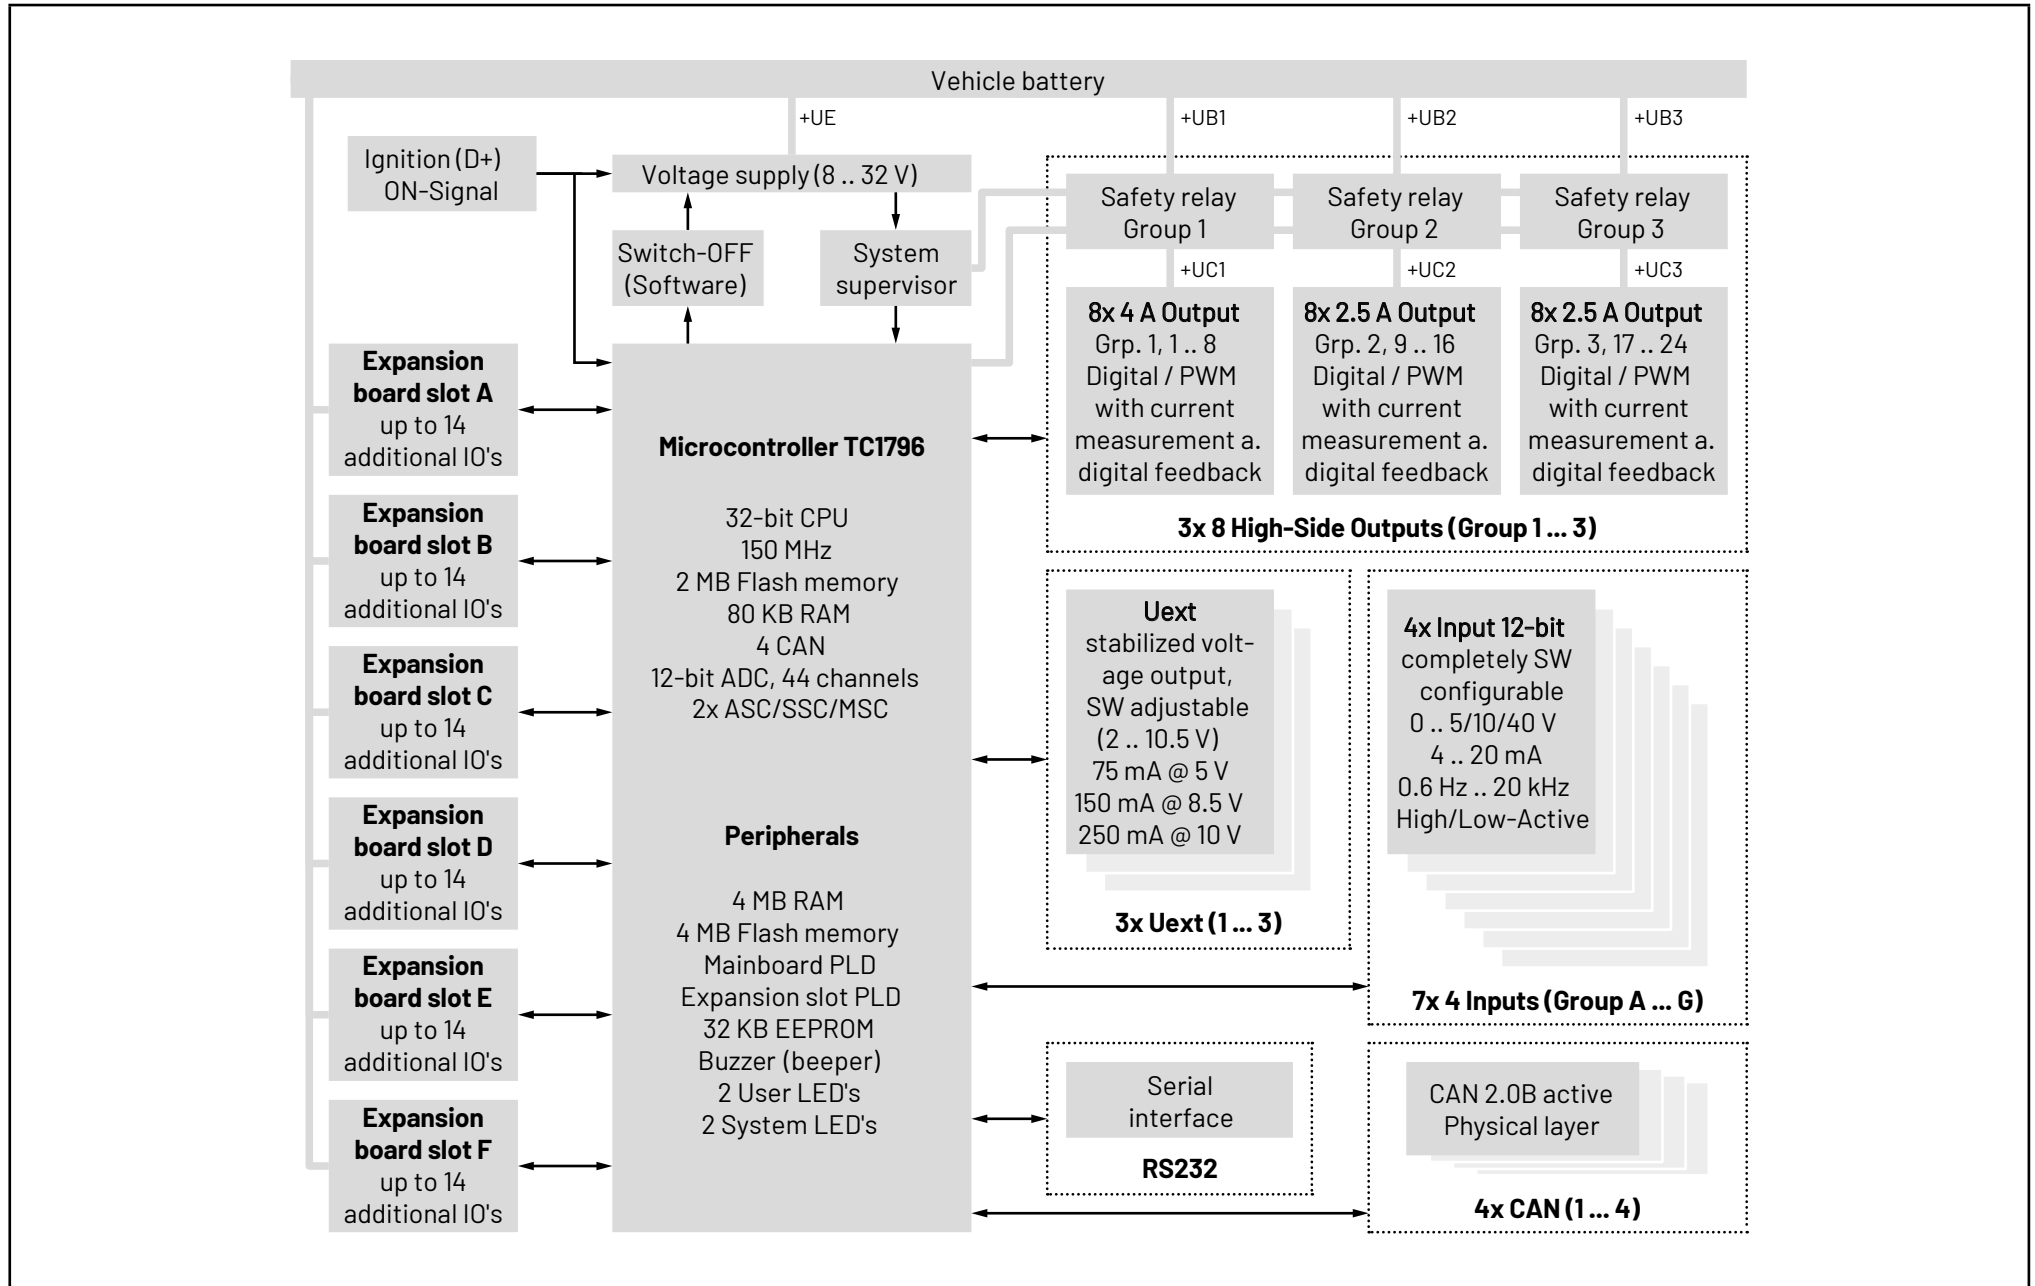 Vehicle battery
+UE
+UB1
+UB2
+UB3
Ignition (D+)
ON-Signal
Voltage supply (8 .. 32 V)
Switch-OFF
(Software)
System
supervisor
Safety relay
Group 1
Safety relay
Group 2
Safety relay
Group 3
+UC1
+UC2
+UC3
8x 4 A Output
Grp. 1, 1 .. 8
Digital / PWM
with current
measurement a.
digital feedback
8x 2.5 A Output
Grp. 2, 9 .. 16
Digital / PWM
with current
measurement a.
digital feedback
8x 2.5 A Output
Grp. 3, 17 .. 24
Digital / PWM
with current
measurement a.
digital feedback
3x 8 High-Side Outputs (Group 1 ... 3)
Expansion
board slot A
up to 14
additional IO's
Expansion
board slot B
up to 14
additional IO's
Expansion
board slot C
up to 14
additional IO's
Expansion
board slot D
up to 14
additional IO's
Expansion
board slot E
up to 14
additional IO's
Expansion
board slot F
up to 14
additional IO's
Microcontroller TC1796
32-bit CPU
150 MHz
2 MB Flash memory
80 KB RAM
4 CAN
12-bit ADC, 44 channels
2x ASC/SSC/MSC
Peripherals
4 MB RAM
4 MB Flash memory
Mainboard PLD
Expansion slot PLD
32 KB EEPROM
Buzzer (beeper)
2 User LED's
2 System LED's
Uext
stabilized volt-
age output,
SW adjustable
(2 .. 10.5 V)
75 mA @ 5 V
150 mA @ 8.5 V
250 mA @ 10 V
3x Uext (1 ... 3)
4x Input 12-bit
completely SW
configurable
0 .. 5/10/40 V
4 .. 20 mA
0.6 Hz .. 20 kHz
High/Low-Active
7x 4 Inputs (Group A ... G)
Serial
interface
RS232
CAN 2.0B active
Physical layer
4x CAN (1 ... 4)